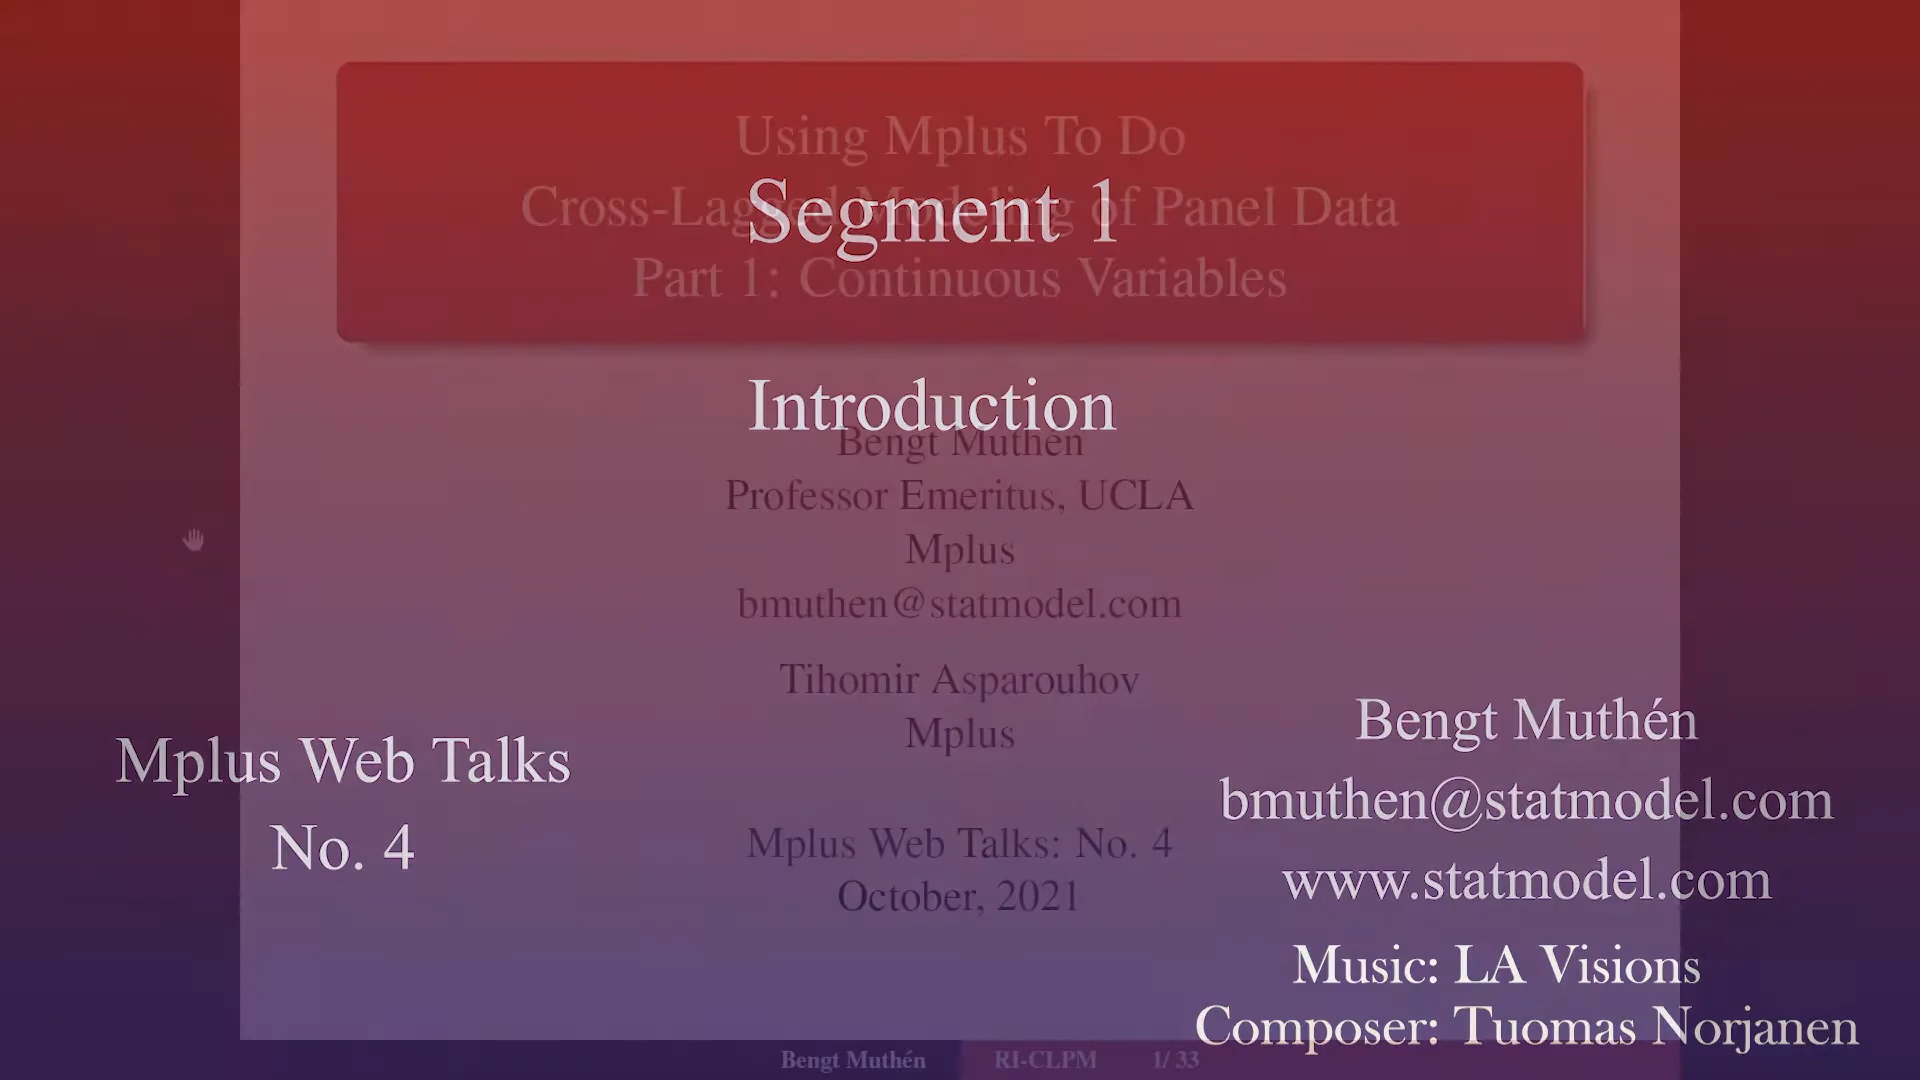 Using Mplus To Do
Cross-Lagged Modeling of Panel Data
Part 1: Continuous Variables
Segment 1
Introduction
Bengt Muthén
Professor Emeritus, UCLA
Mplus
bmuthen@statmodel.com
Tihomir Asparouhov
Mplus
Mplus Web Talks: No. 4
October, 2021
Mplus Web Talks
No. 4
Bengt Muthén
bmuthen@statmodel.com
www.statmodel.com
Music: LA Visions
Composer: Tuomas Norjanen
Bengt Muthén RI-CLPM 1/ 33